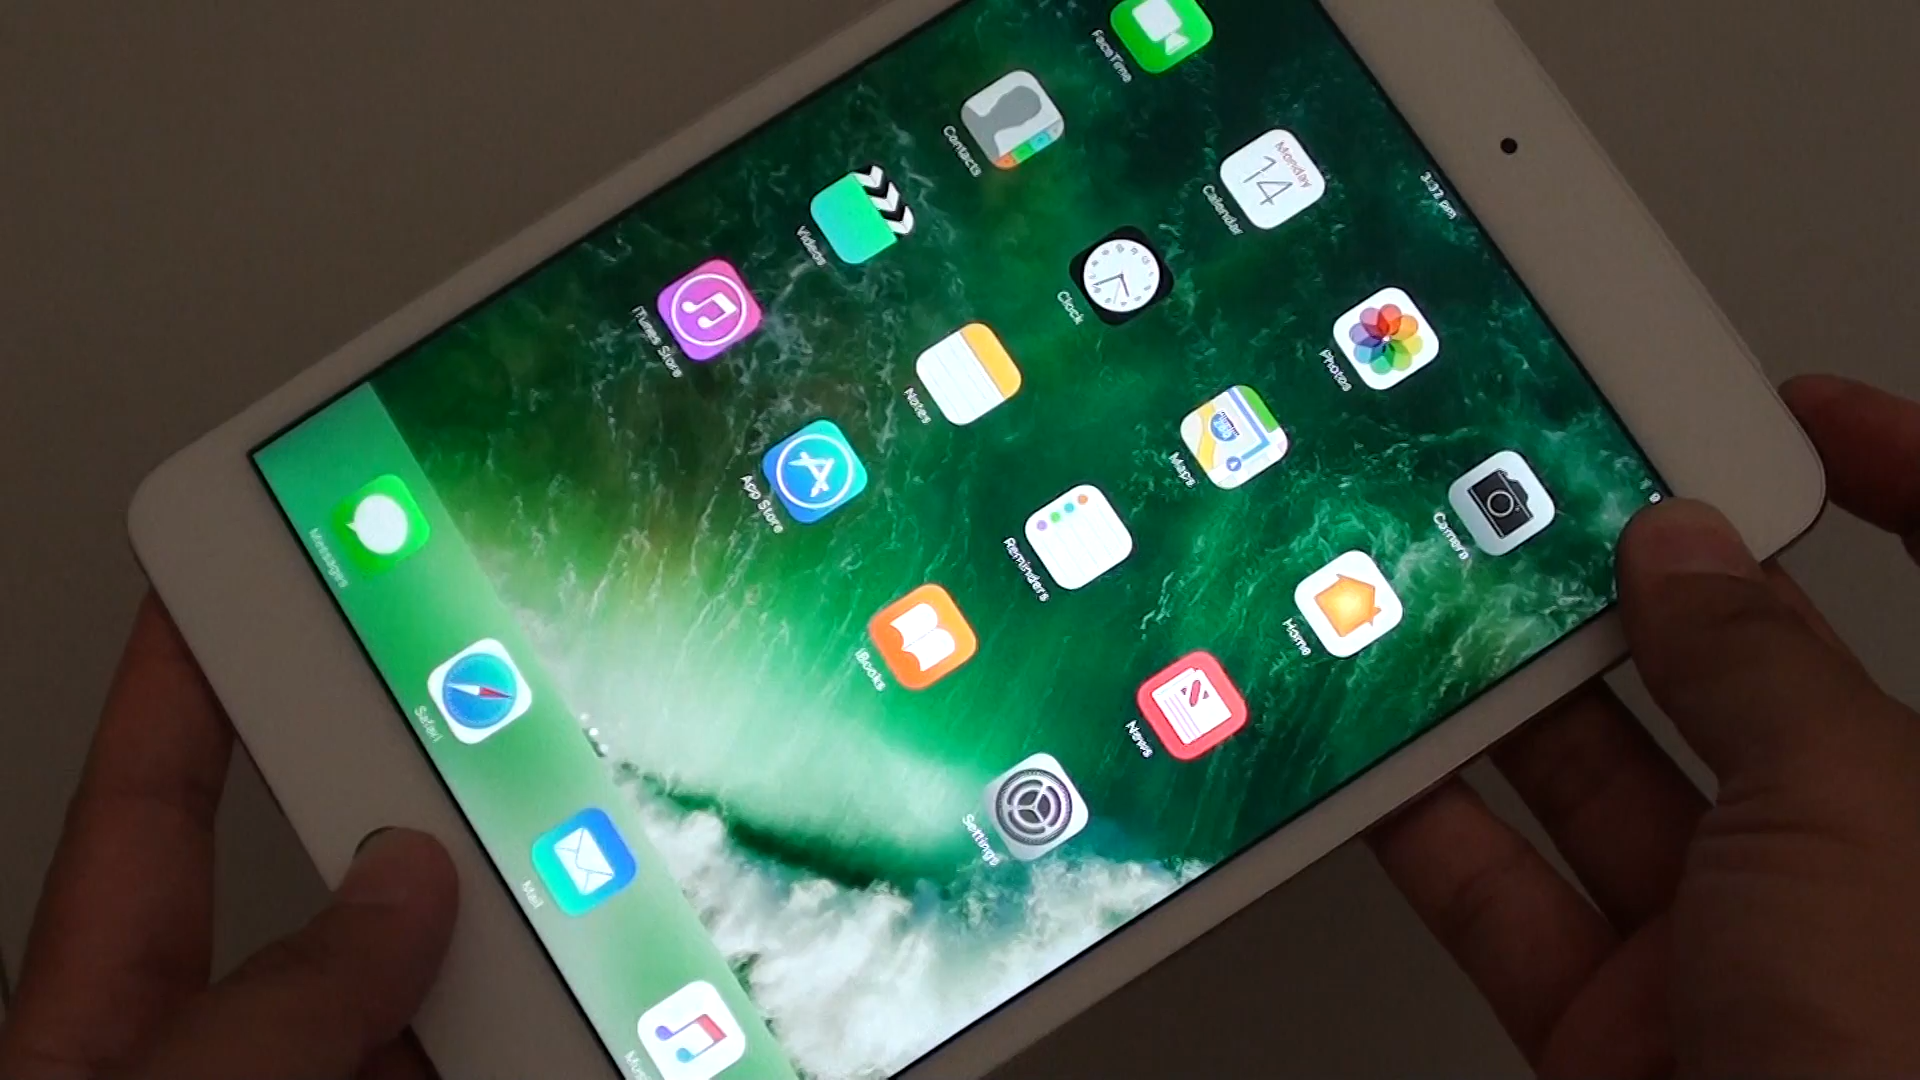 3:37 pm
FaceTime
Calendar
Monday
14
Photos
Camera
Contacts
Clock
Maps
Home
Videos
Notes
Reminders
News
iTunes Store
App Store
iBooks
Settings
Messages
Safari
Mail